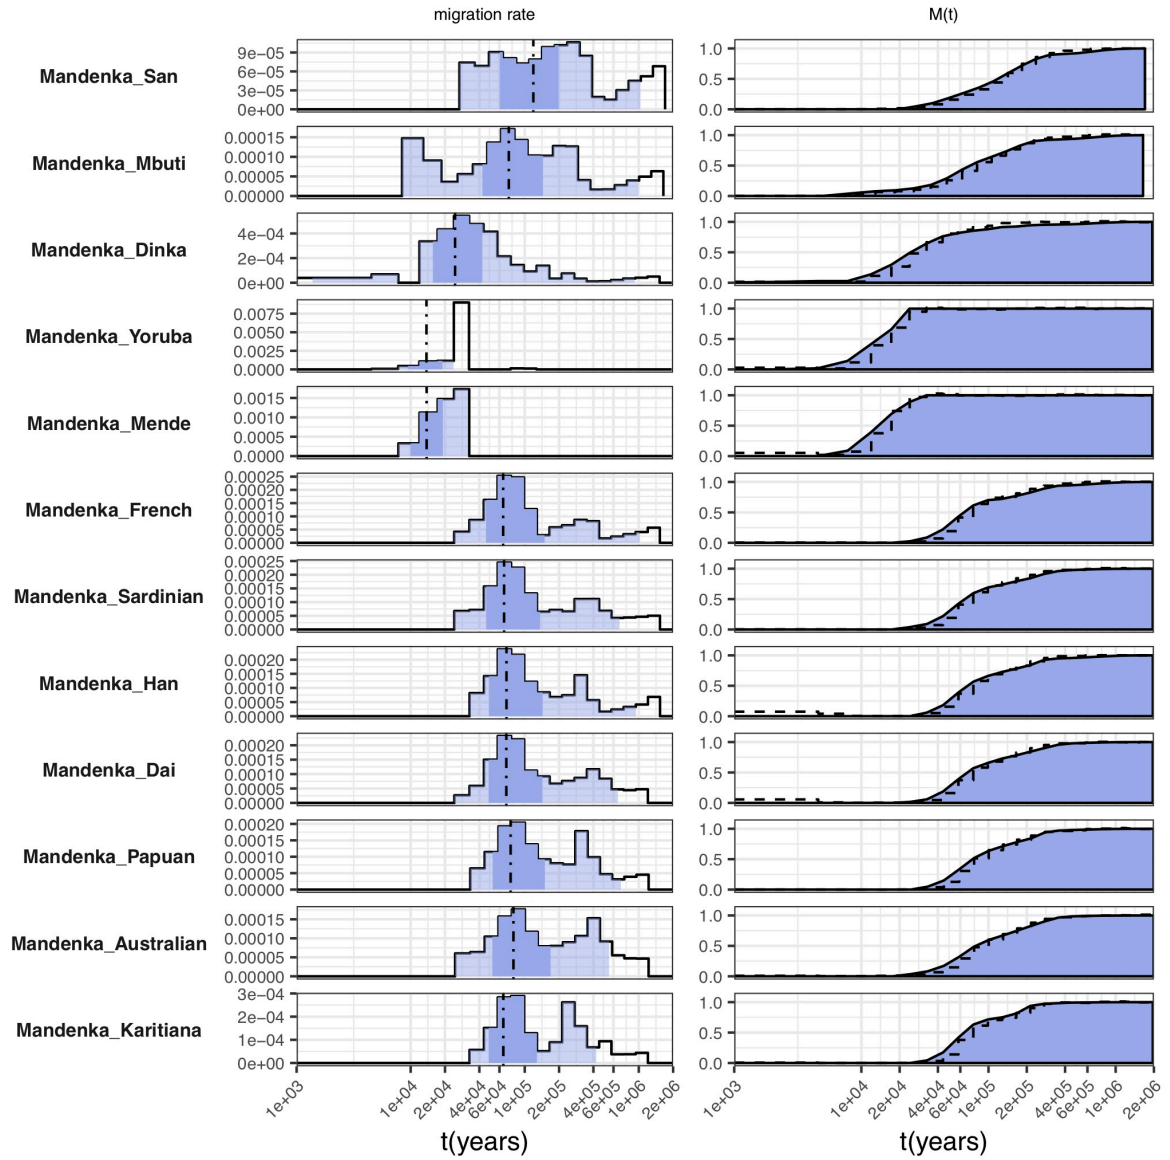 migration rate M(t)
Mandenka_San
9e−05
6e−05
3e−05
0e+00
1.0
0.5
0.0
Mandenka_Mbuti
0.00015
0.00010
0.00005
0.00000
1.0
0.5
0.0
Mandenka_Dinka
4e−04
2e−04
0e+00
1.0
0.5
0.0
Mandenka_Yoruba
0.0075
0.0050
0.0025
0.0000
1.0
0.5
0.0
Mandenka_Mende
0.0015
0.0010
0.0005
0.0000
1.0
0.5
0.0
Mandenka_French
0.00025
0.00020
0.00015
0.00010
0.00005
0.00000
1.0
0.5
0.0
Mandenka_Sardinian
0.00025
0.00020
0.00015
0.00010
0.00005
0.00000
1.0
0.5
0.0
Mandenka_Han
0.00020
0.00015
0.00010
0.00005
0.00000
1.0
0.5
0.0
Mandenka_Dai
0.00020
0.00015
0.00010
0.00005
0.00000
1.0
0.5
0.0
Mandenka_Papuan
0.00020
0.00015
0.00010
0.00005
0.00000
1.0
0.5
0.0
Mandenka_Australian
0.00015
0.00010
0.00005
0.00000
1.0
0.5
0.0
Mandenka_Karitiana
3e−04
2e−04
1e−04
0e+00
1.0
0.5
0.0
1e+03 1e+04 2e+04 4e+04 6e+04 1e+05 2e+05 4e+05 6e+05 1e+06 2e+06
1e+03 1e+04 2e+04 4e+04 6e+04 1e+05 2e+05 4e+05 6e+05 1e+06 2e+06
t(years) t(years)